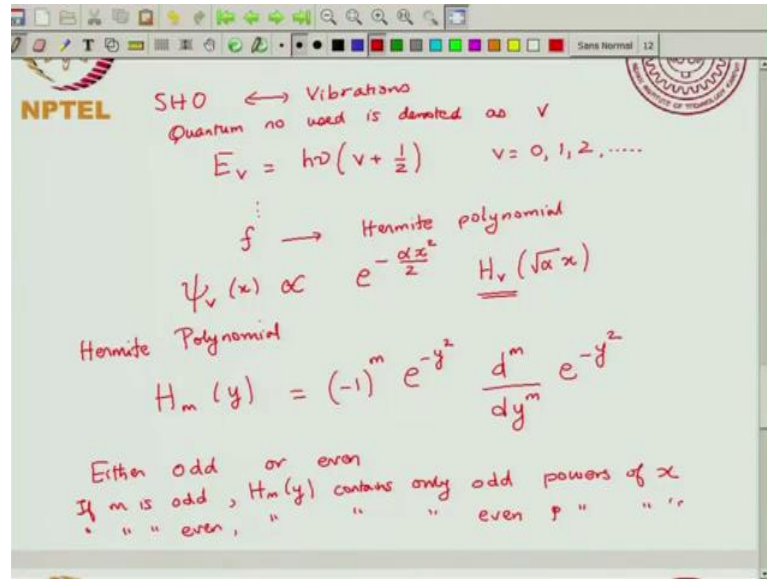 Sans Normal 12
NPTEL
SHO ⟷ Vibrations
Quantum no used is denoted as v
E_v = hν(v + 1/2) v = 0, 1, 2, .....
⋮
f ⟶ Hermite polynomial
ψ_v (x) ∝ e^{-αx²/2} H_v (√α x)
Hermite Polynomial
H_m (y) = (-1)^m e^{-y²} d^m/dy^m e^{-y²}
Either odd or even
If m is odd, H_m(y) contains only odd powers of x
" " " even, " " " even p " " "